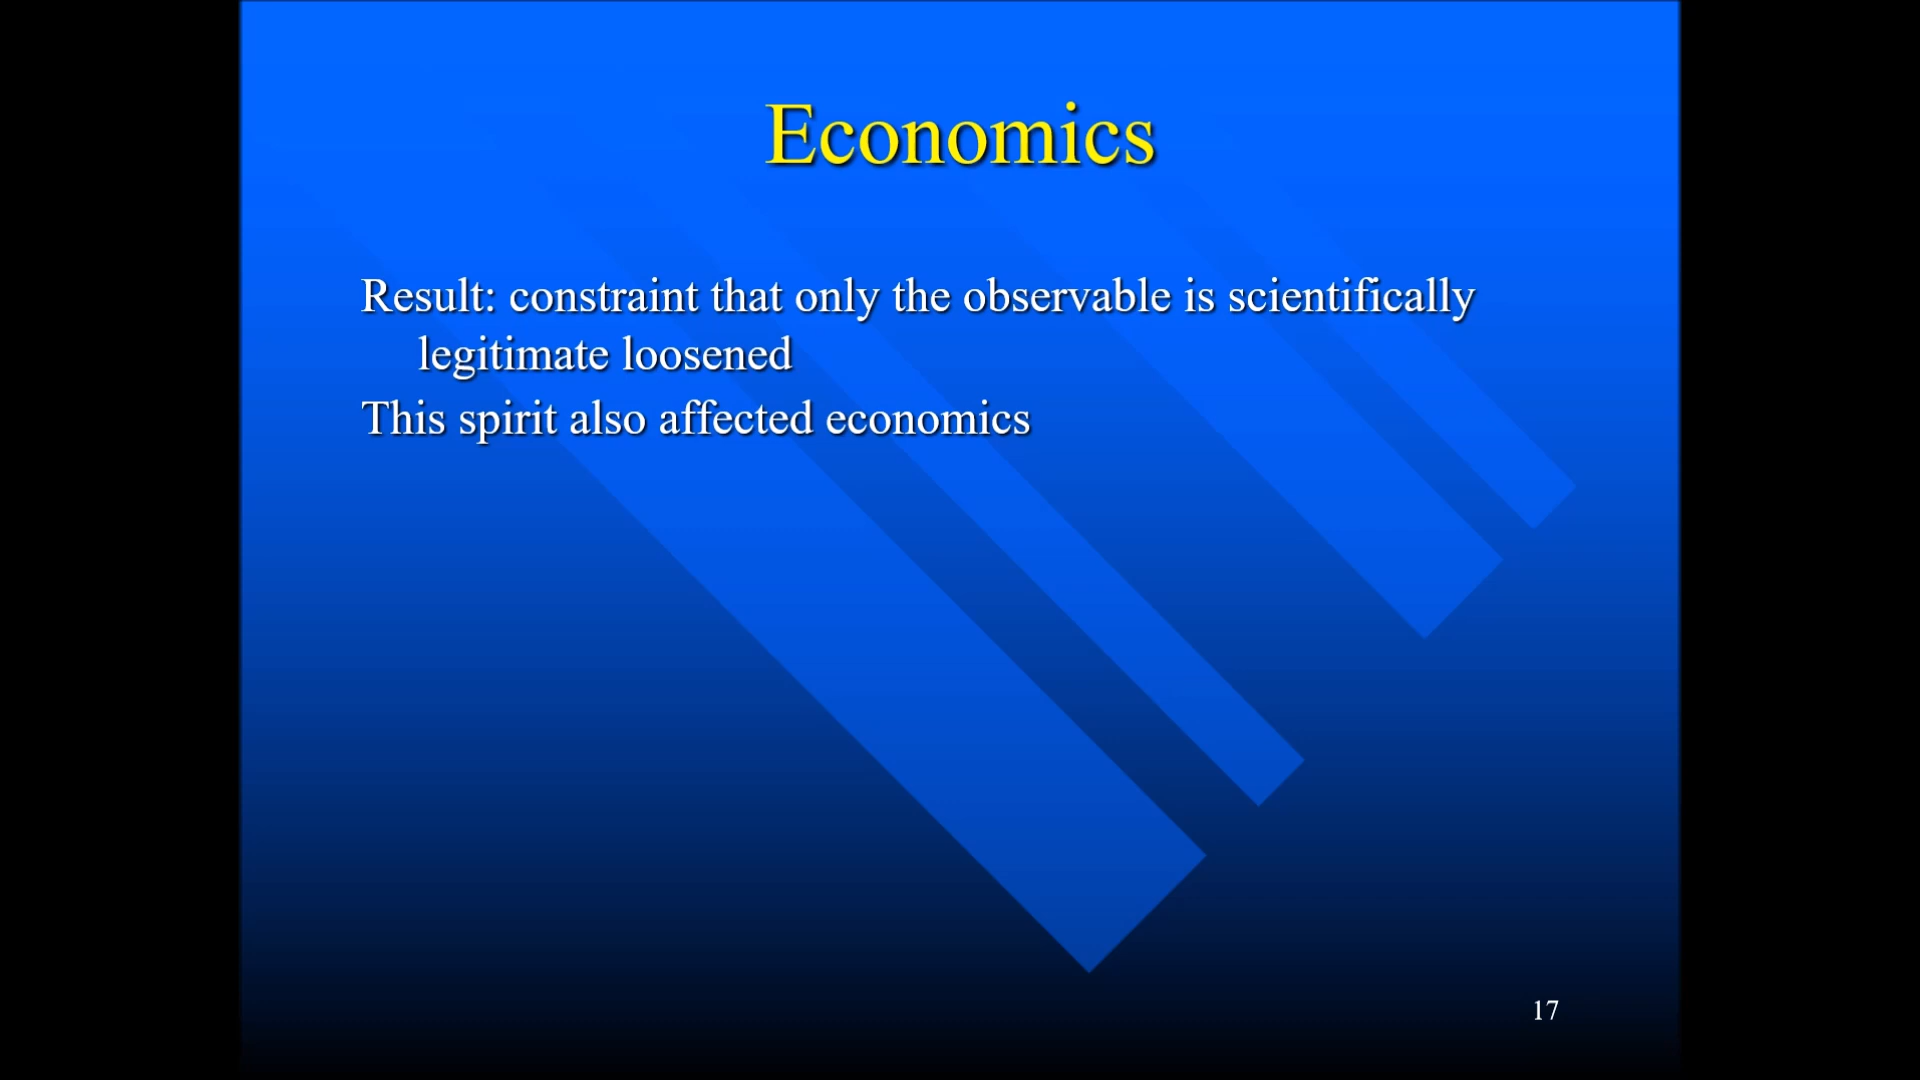 Economics
Result: constraint that only the observable is scientifically
legitimate loosened
This spirit also affected economics
17